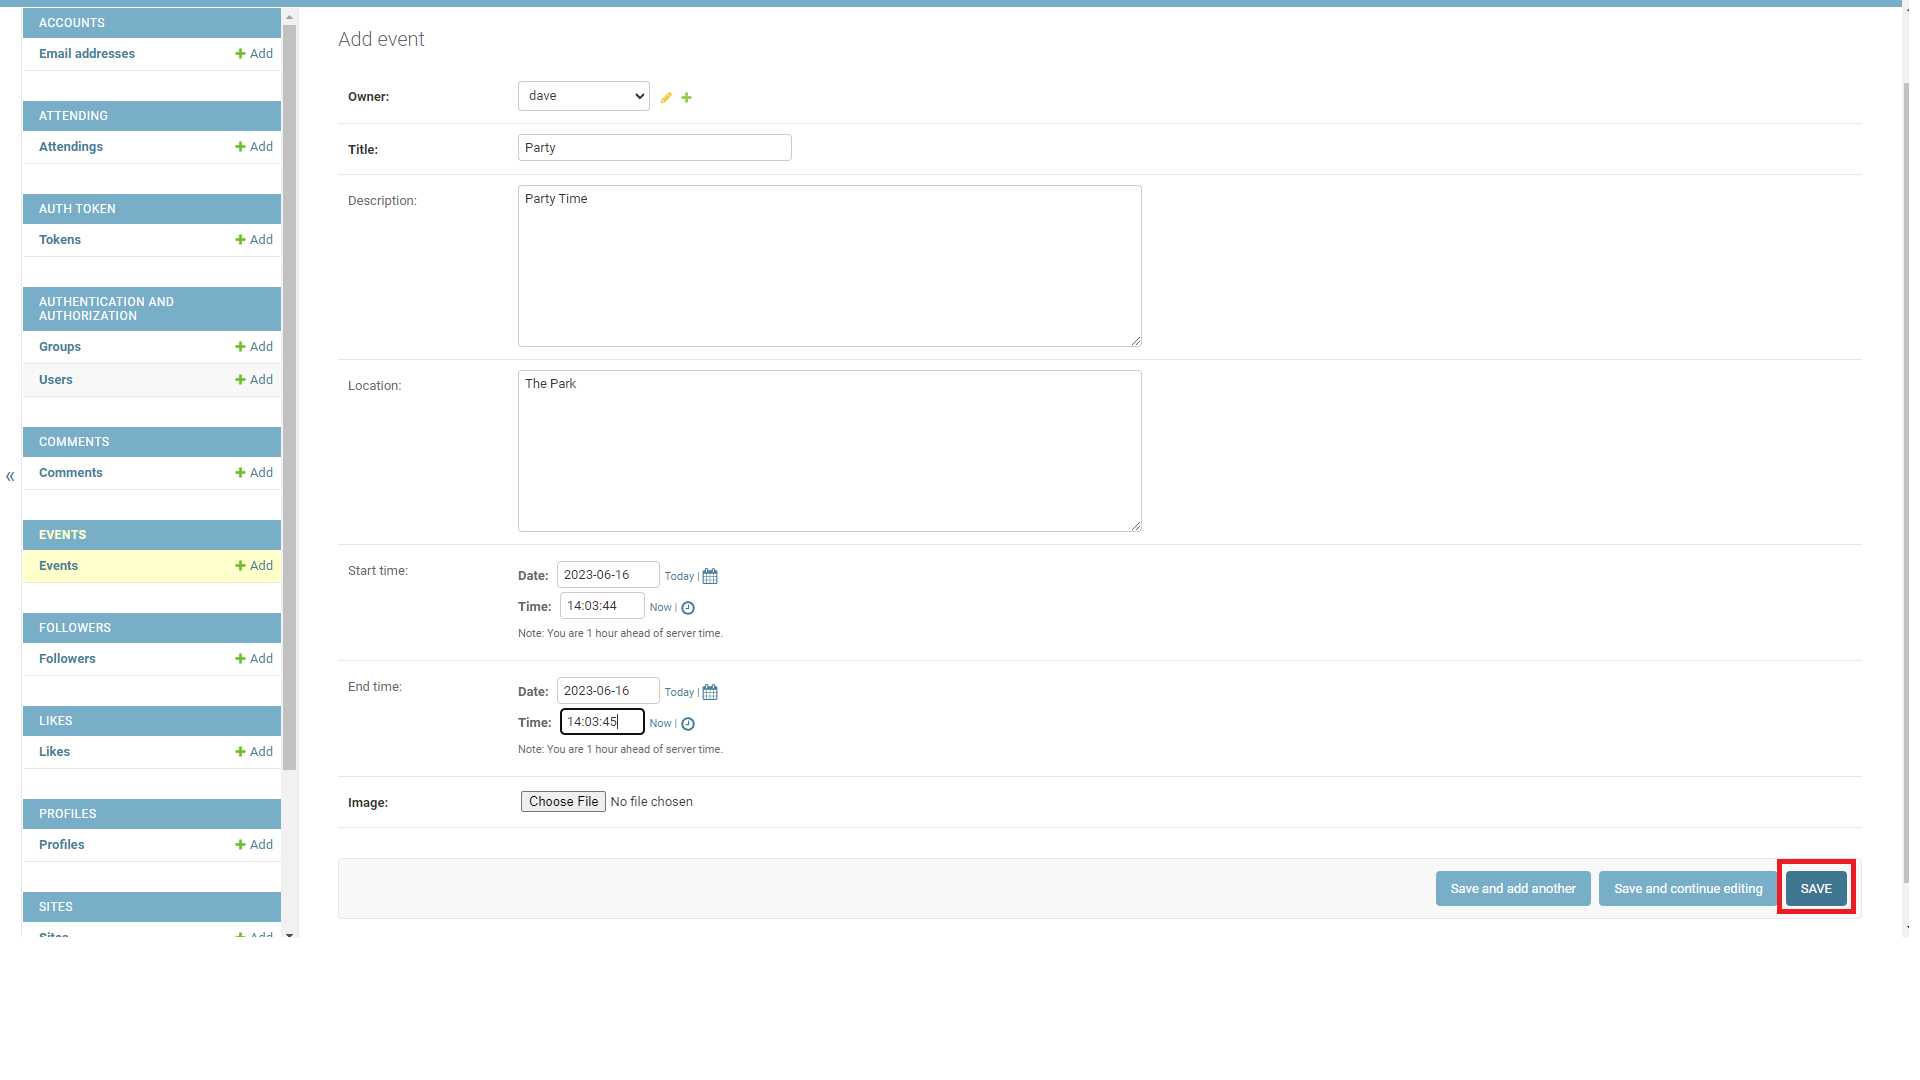 ACCOUNTS
Email addresses Add
ATTENDING
Attendings Add
AUTH TOKEN
Tokens Add
AUTHENTICATION AND
AUTHORIZATION
Groups Add
Users Add
COMMENTS
Comments Add
«
EVENTS
Events Add
FOLLOWERS
Followers Add
LIKES
Likes Add
PROFILES
Profiles Add
SITES
Sites Add
Add event
Owner: dave
Title: Party
Description: Party Time
Location: The Park
Start time:
Date: 2023-06-16 Today |
Time: 14:03:44 Now |
Note: You are 1 hour ahead of server time.
End time:
Date: 2023-06-16 Today |
Time: 14:03:45 Now |
Note: You are 1 hour ahead of server time.
Image: Choose File No file chosen
Save and add another Save and continue editing SAVE